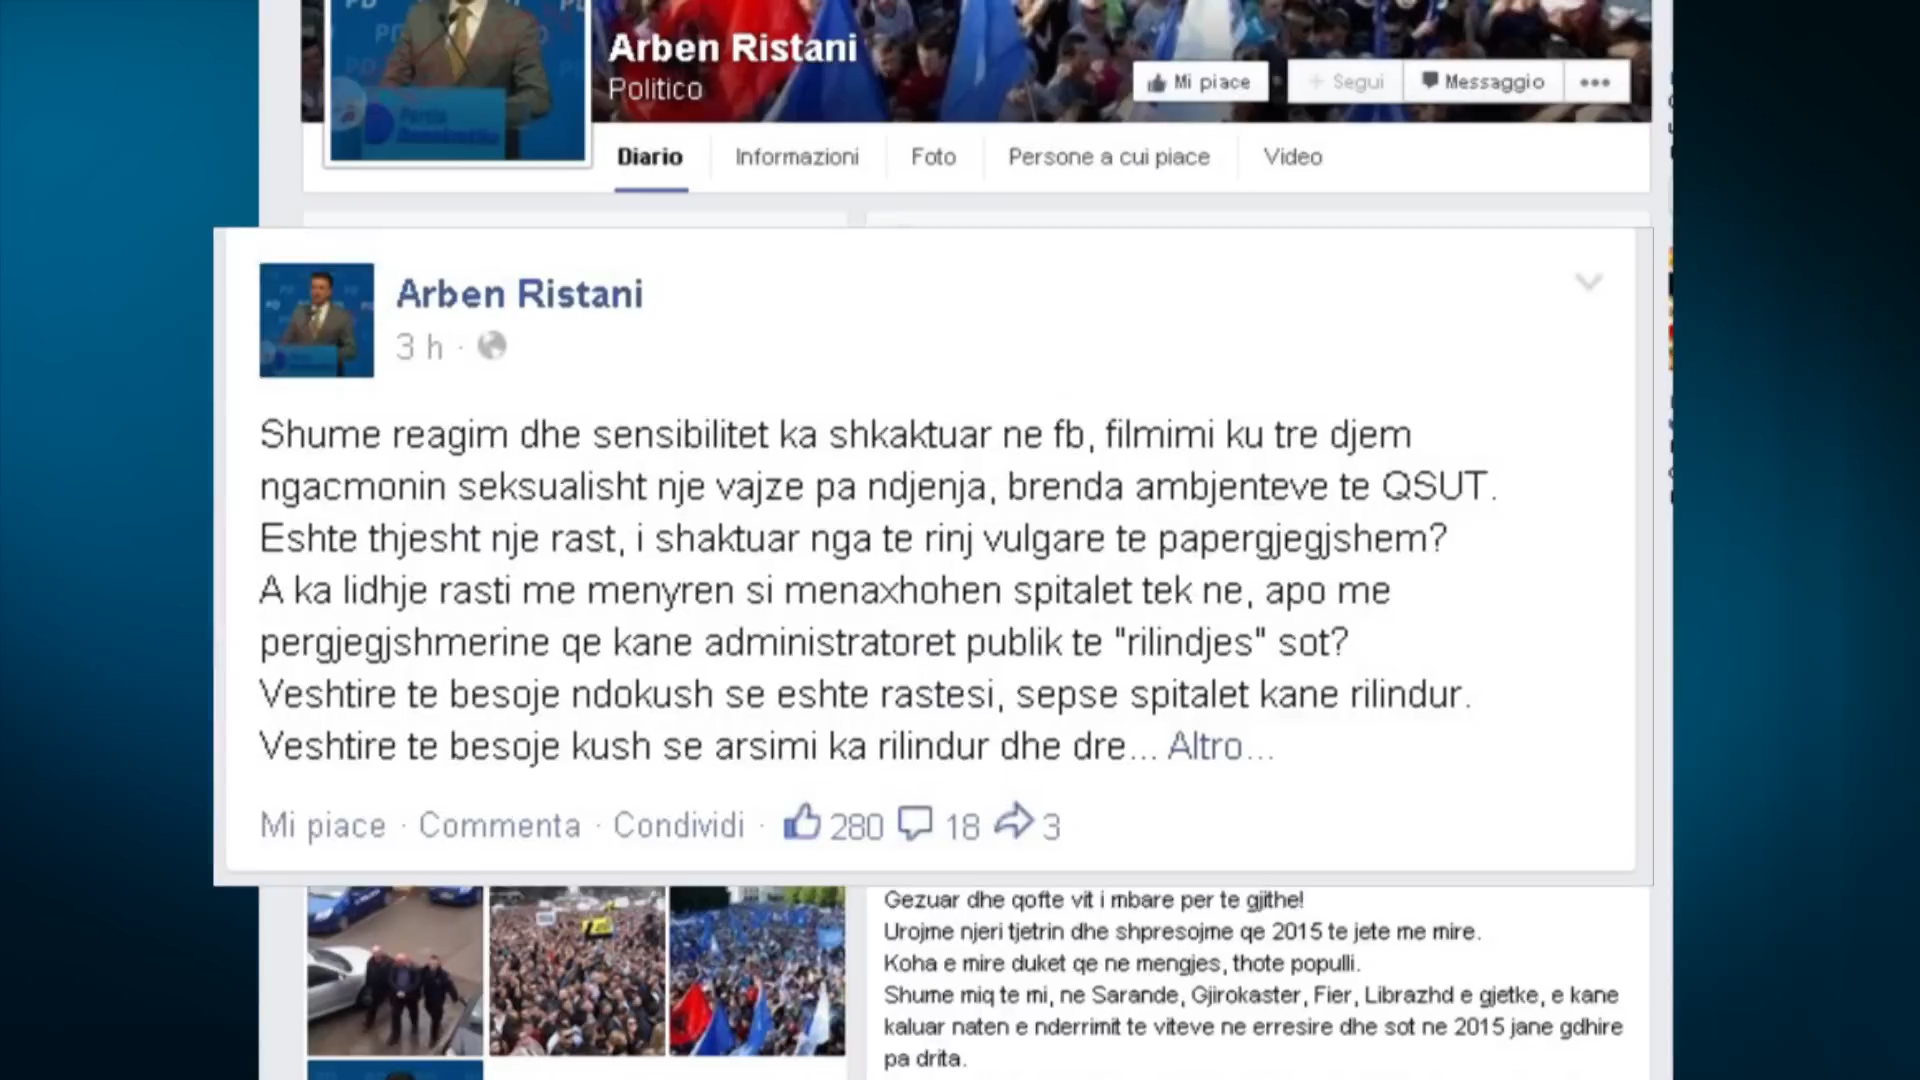 PD
PD
Arben Ristani
Politico
Mi piace
+ Segui
Messaggio
Partia
Demokratike
Diario
Informazioni
Foto
Persone a cui piace
Video
Arben Ristani
3 h ·
Shume reagim dhe sensibilitet ka shkaktuar ne fb, filmimi ku tre djem
ngacmonin seksualisht nje vajze pa ndjenja, brenda ambjenteve te QSUT.
Eshte thjesht nje rast, i shaktuar nga te rinj vulgare te papergjegjshem?
A ka lidhje rasti me menyren si menaxhohen spitalet tek ne, apo me
pergjegjshmerine qe kane administratoret publik te "rilindjes" sot?
Veshtire te besoje ndokush se eshte rastesi, sepse spitalet kane rilindur.
Veshtire te besoje kush se arsimi ka rilindur dhe dre... Altro...
Mi piace · Commenta · Condividi · 280 18 3
Gezuar dhe qofte vit i mbare per te gjithe!
Urojme njeri tjetrin dhe shpresojme qe 2015 te jete me mire.
Koha e mire duket qe ne mengjes, thote populli.
Shume miq te mi, ne Sarande, Gjirokaster, Fier, Librazhd e gjetke, e kane
kaluar naten e nderrimit te viteve ne erresire dhe sot ne 2015 jane gdhire
pa drita.